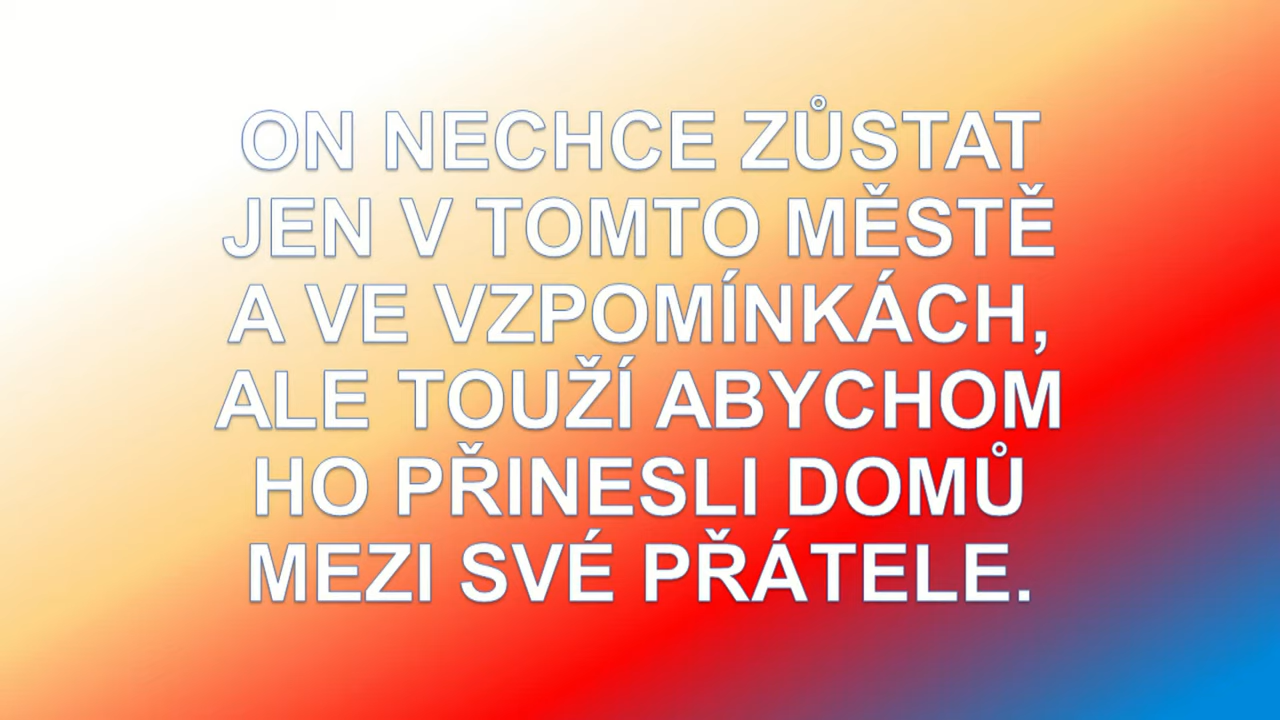 ON NECHCE ZŮSTAT
JEN V TOMTO MĚSTĚ
A VE VZPOMÍNKÁCH,
ALE TOUŽÍ ABYCHOM
HO PŘINESLI DOMŮ
MEZI SVÉ PŘÁTELE.